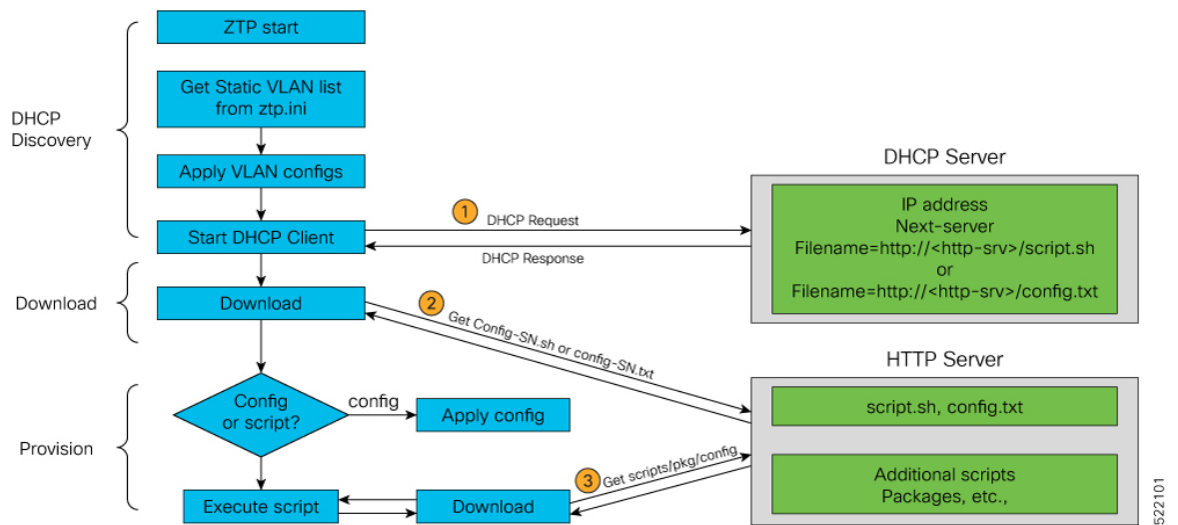 ZTP start
Get Static VLAN list
from ztp.ini
DHCP
Discovery
Apply VLAN configs
Start DHCP Client
1
DHCP Request
DHCP Response
DHCP Server
IP address
Next-server
Filename=http://<http-srv>/script.sh
or
Filename=http://<http-srv>/config.txt
Download
Download
2
Get Config-SN.sh or config-SN.txt
HTTP Server
script.sh, config.txt
Additional scripts
Packages, etc.,
Provision
Config
or script?
config
Apply config
3
Get scripts/pkg/config
Execute script
Download
522101